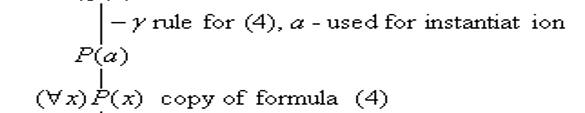 – γ rule for (4), a - used for instantiat ion
P(a)
(∀x)P(x) copy of formula (4)